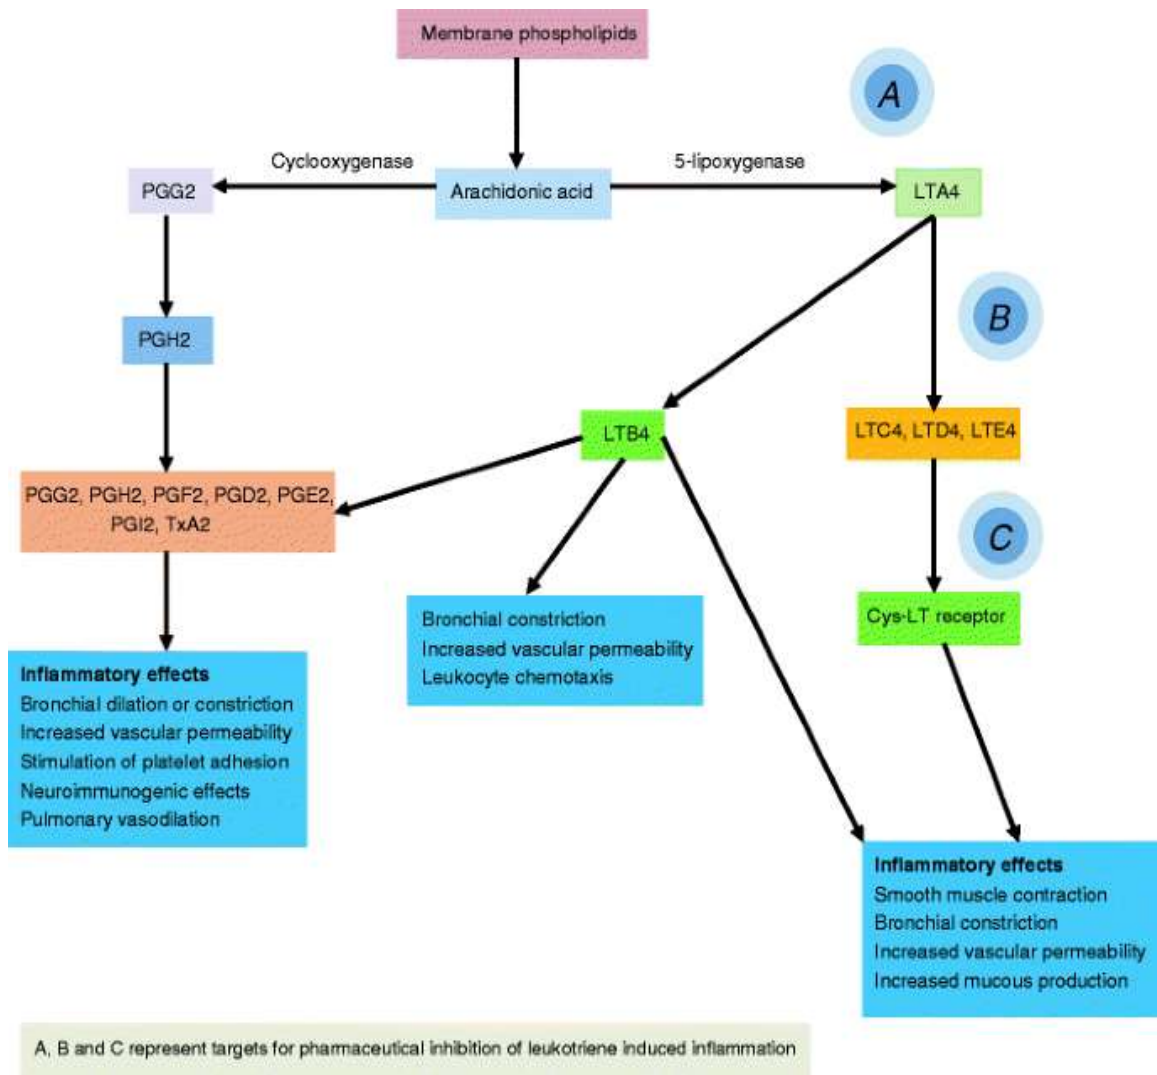 Membrane phospholipids
A
Cyclooxygenase
5-lipoxygenase
PGG2
Arachidonic acid
LTA4
B
PGH2
LTB4
LTC4, LTD4, LTE4
PGG2, PGH2, PGF2, PGD2, PGE2,
PGI2, TxA2
C
Bronchial constriction
Increased vascular permeability
Leukocyte chemotaxis
Cys-LT receptor
Inflammatory effects
Bronchial dilation or constriction
Increased vascular permeability
Stimulation of platelet adhesion
Neuroimmunogenic effects
Pulmonary vasodilation
Inflammatory effects
Smooth muscle contraction
Bronchial constriction
Increased vascular permeability
Increased mucous production
A, B and C represent targets for pharmaceutical inhibition of leukotriene induced inflammation